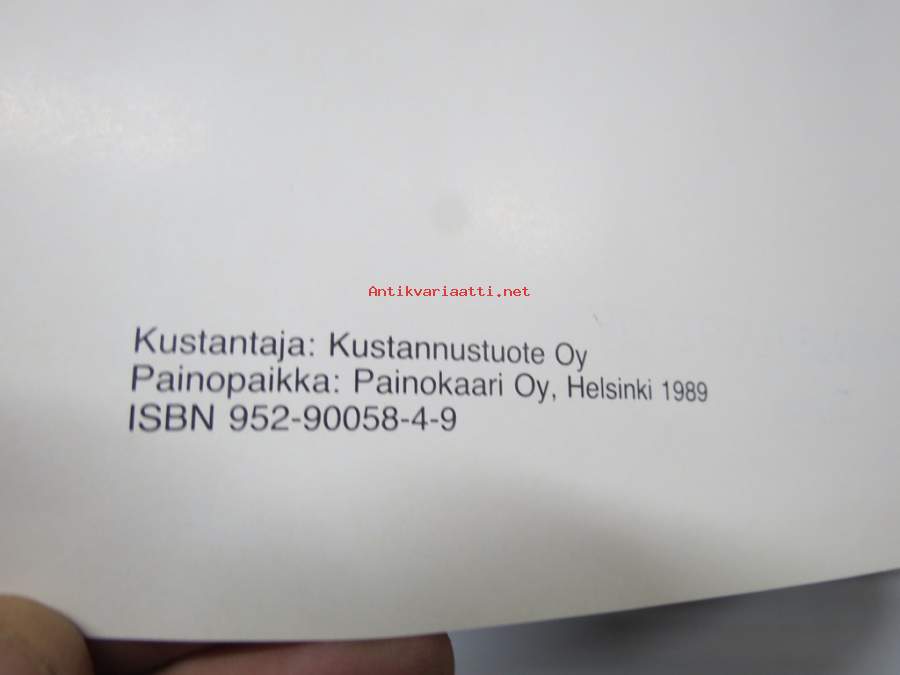 Antikvariaatti.net
Kustantaja: Kustannustuote Oy
Painopaikka: Painokaari Oy, Helsinki 1989
ISBN 952-90058-4-9